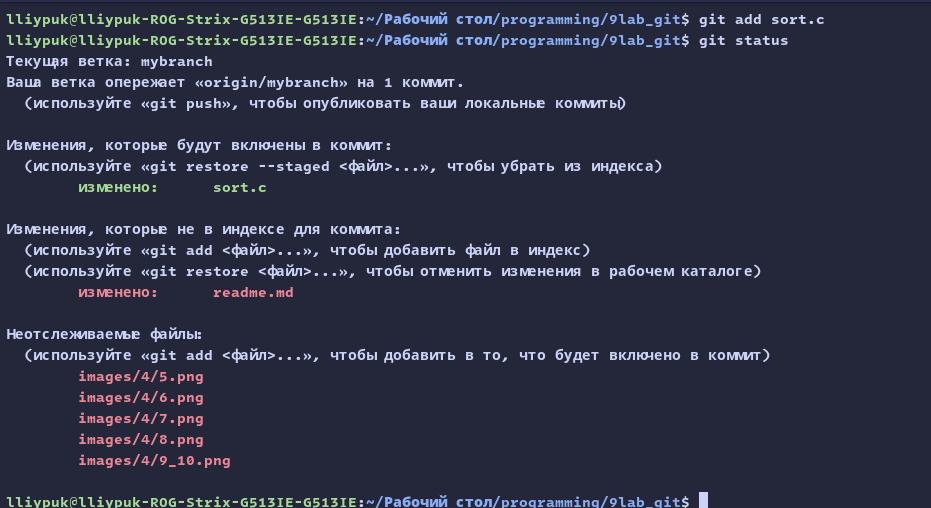 lliypuk@lliypuk-ROG-Strix-G513IE-G513IE:~/Рабочий стол/programming/9lab_git$ git add sort.c
lliypuk@lliypuk-ROG-Strix-G513IE-G513IE:~/Рабочий стол/programming/9lab_git$ git status
Текущая ветка: mybranch
Ваша ветка опережает «origin/mybranch» на 1 коммит.
  (используйте «git push», чтобы опубликовать ваши локальные коммиты)

Изменения, которые будут включены в коммит:
  (используйте «git restore --staged <файл>...», чтобы убрать из индекса)
        изменено:      sort.c

Изменения, которые не в индексе для коммита:
  (используйте «git add <файл>...», чтобы добавить файл в индекс)
  (используйте «git restore <файл>...», чтобы отменить изменения в рабочем каталоге)
        изменено:      readme.md

Неотслеживаемые файлы:
  (используйте «git add <файл>...», чтобы добавить в то, что будет включено в коммит)
        images/4/5.png
        images/4/6.png
        images/4/7.png
        images/4/8.png
        images/4/9_10.png

lliypuk@lliypuk-ROG-Strix-G513IE-G513IE:~/Рабочий стол/programming/9lab_git$